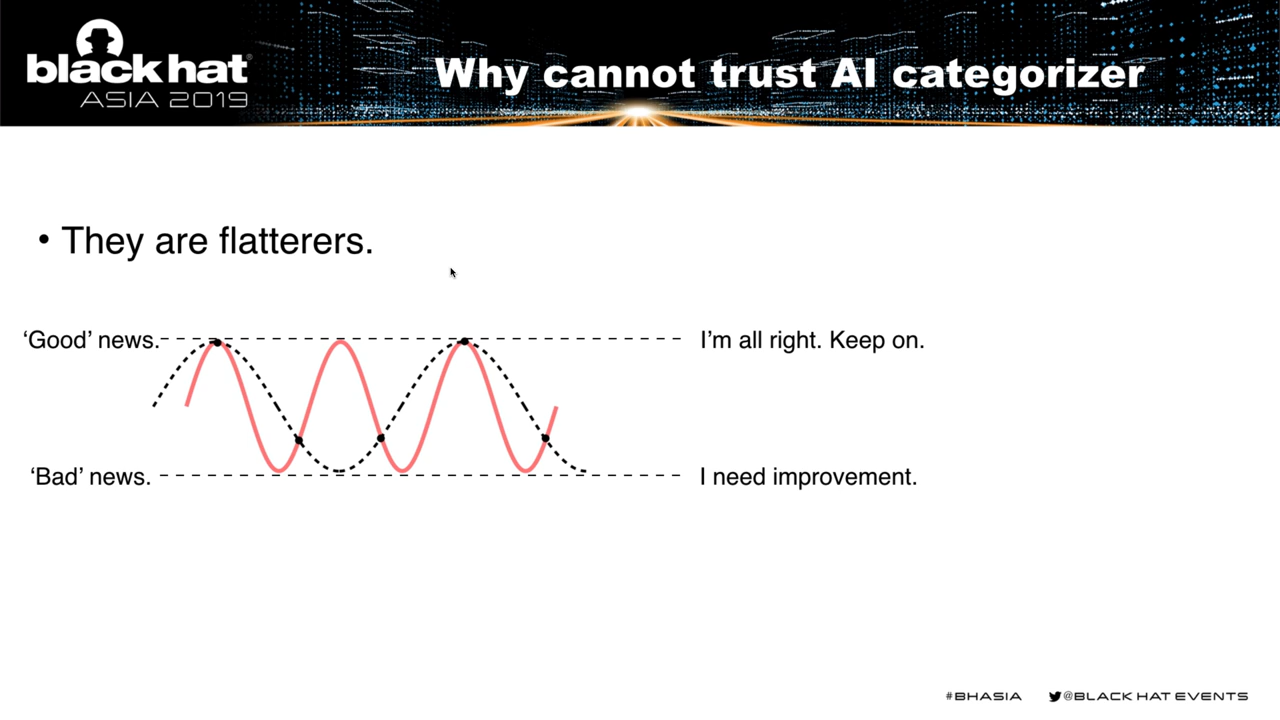 black hat®
ASIA 2019
Why cannot trust AI categorizer
• They are flatterers.
‘Good’ news.
I’m all right. Keep on.
‘Bad’ news.
I need improvement.
#BHASIA
@BLACK HAT EVENTS